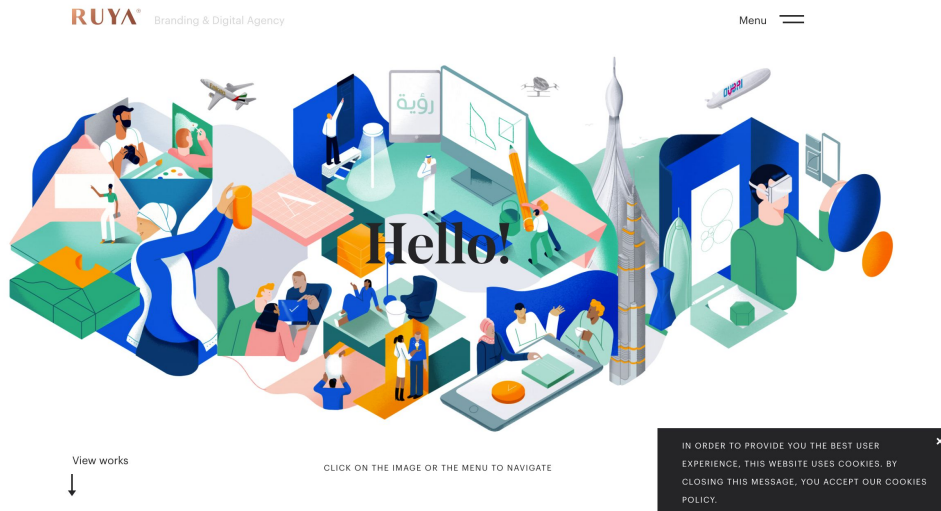 RUYA®
Branding & Digital Agency
Menu
رؤية
DUBAI
Hello!
View works
CLICK ON THE IMAGE OR THE MENU TO NAVIGATE
IN ORDER TO PROVIDE YOU THE BEST USER
EXPERIENCE, THIS WEBSITE USES COOKIES. BY
CLOSING THIS MESSAGE, YOU ACCEPT OUR COOKIES
POLICY.